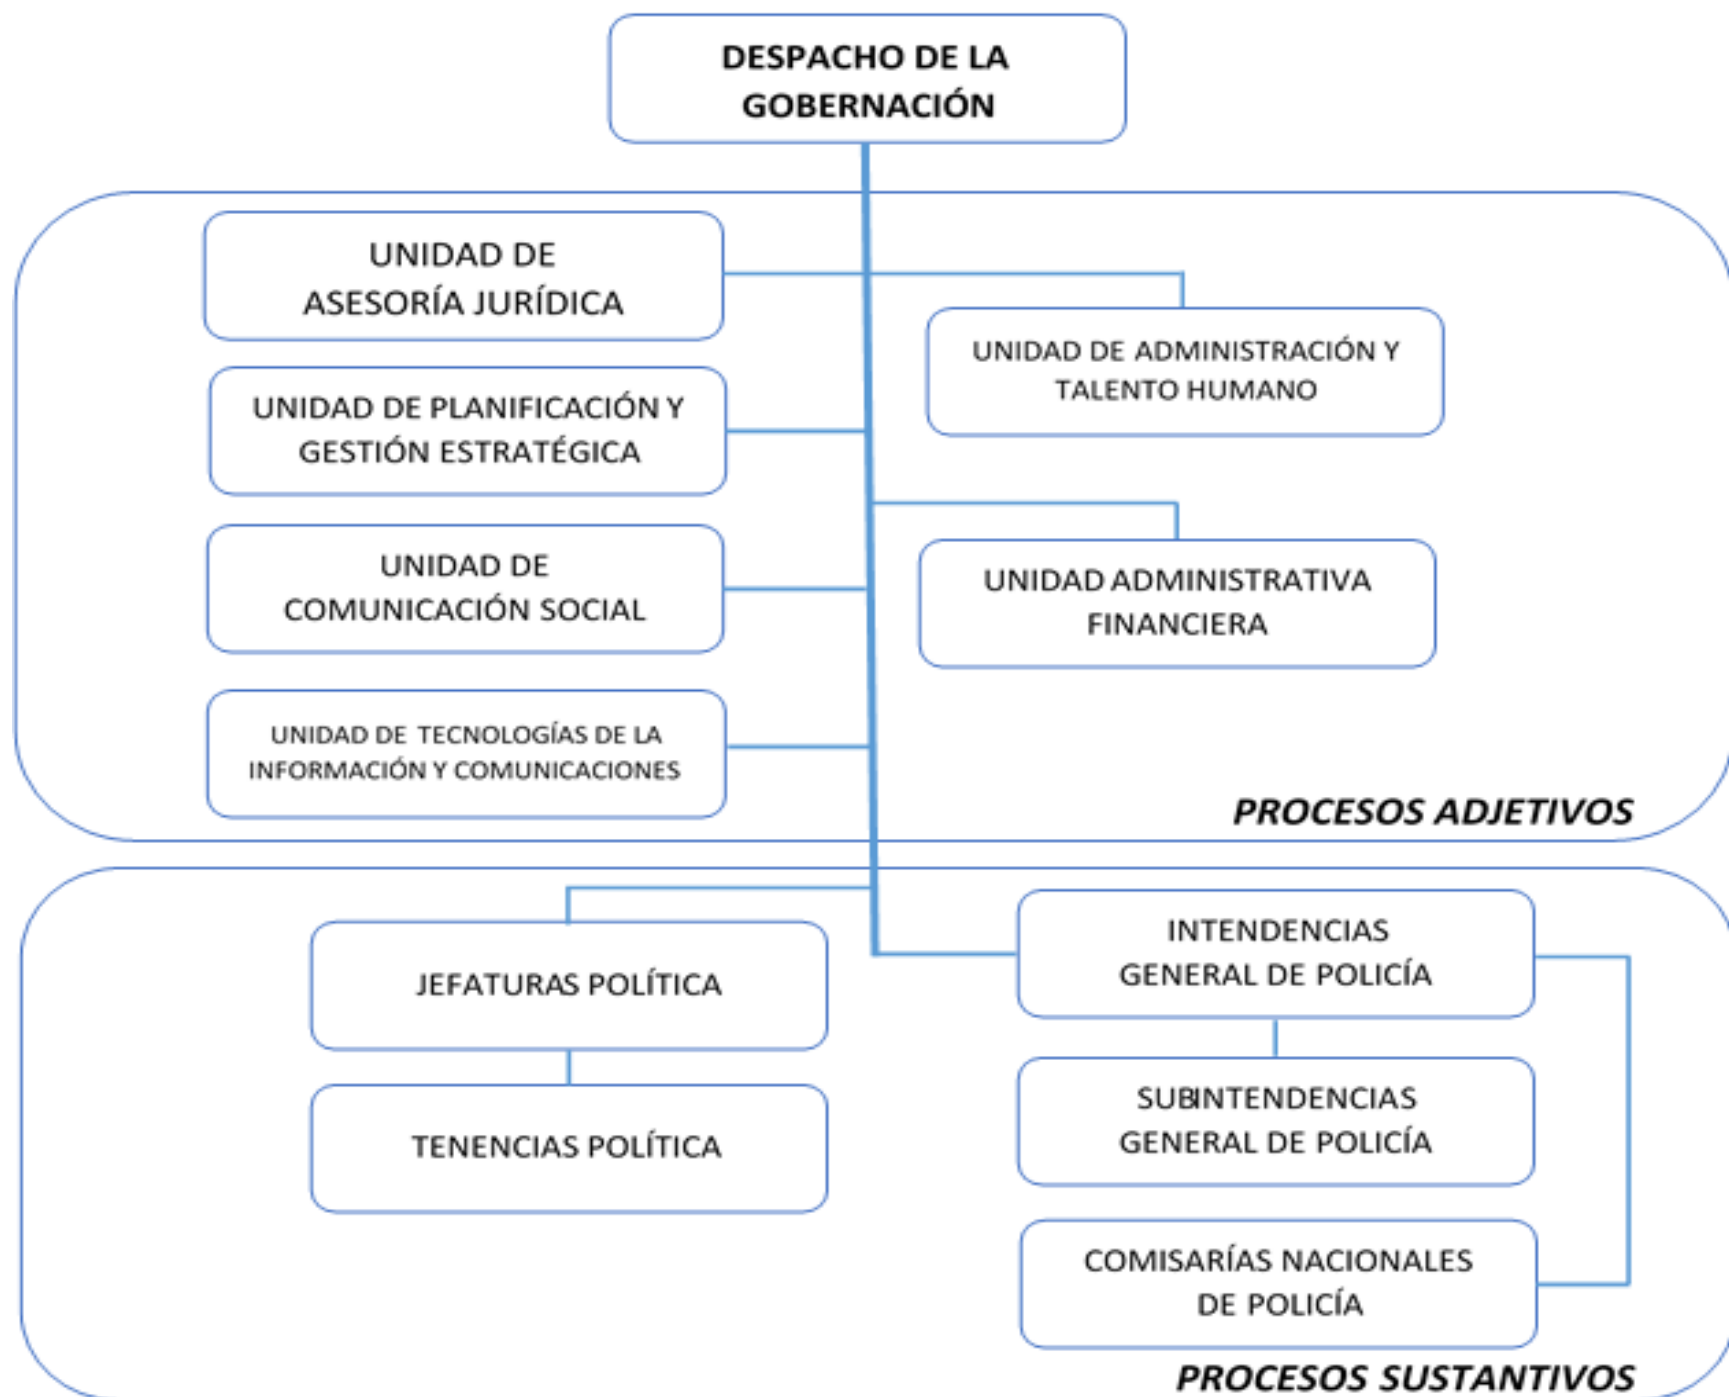 DESPACHO DE LA
GOBERNACIÓN
UNIDAD DE
ASESORÍA JURÍDICA
UNIDAD DE ADMINISTRACIÓN Y
TALENTO HUMANO
UNIDAD DE PLANIFICACIÓN Y
GESTIÓN ESTRATÉGICA
UNIDAD DE
COMUNICACIÓN SOCIAL
UNIDAD ADMINISTRATIVA
FINANCIERA
UNIDAD DE TECNOLOGÍAS DE LA
INFORMACIÓN Y COMUNICACIONES
PROCESOS ADJETIVOS
JEFATURAS POLÍTICA
TENENCIAS POLÍTICA
INTENDENCIAS
GENERAL DE POLICÍA
SUBINTENDENCIAS
GENERAL DE POLICÍA
COMISARÍAS NACIONALES
DE POLICÍA
PROCESOS SUSTANTIVOS